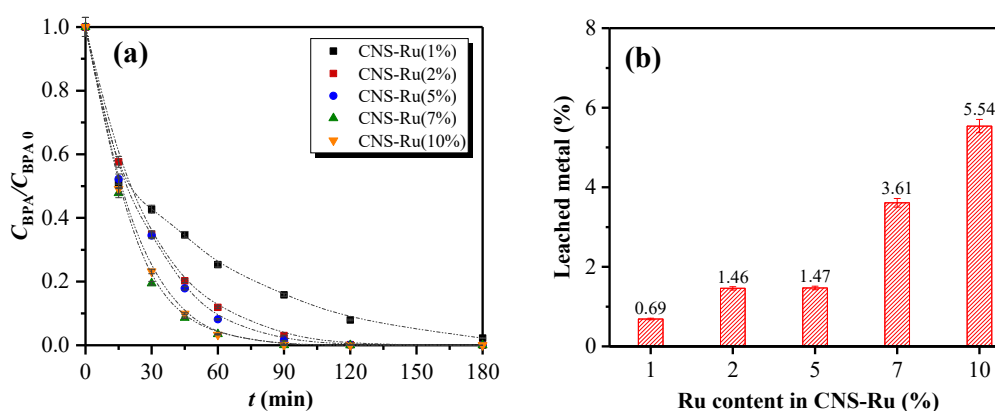 (a)
CNS-Ru(1%)
CNS-Ru(2%)
CNS-Ru(5%)
CNS-Ru(7%)
CNS-Ru(10%)
C_BPA/C_BPA 0
1.0
0.8
0.6
0.4
0.2
0.0
0 30 60 90 120 150 180
t (min)
(b)
Leached metal (%)
8
6
4
2
0
0.69
1.46
1.47
3.61
5.54
1 2 5 7 10
Ru content in CNS-Ru (%)